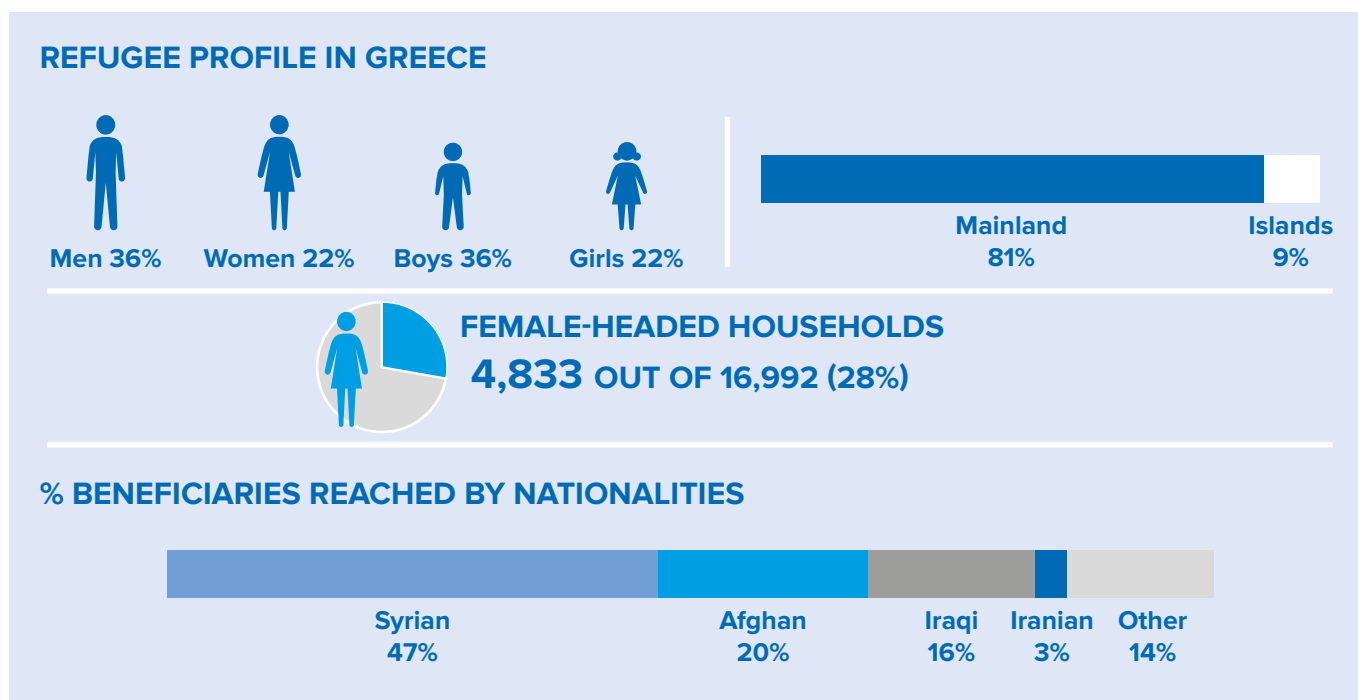 REFUGEE PROFILE IN GREECE
Men 36%
Women 22%
Boys 36%
Girls 22%
Mainland
81%
Islands
9%
FEMALE-HEADED HOUSEHOLDS
4,833 OUT OF 16,992 (28%)
% BENEFICIARIES REACHED BY NATIONALITIES
Syrian
47%
Afghan
20%
Iraqi
16%
Iranian
3%
Other
14%